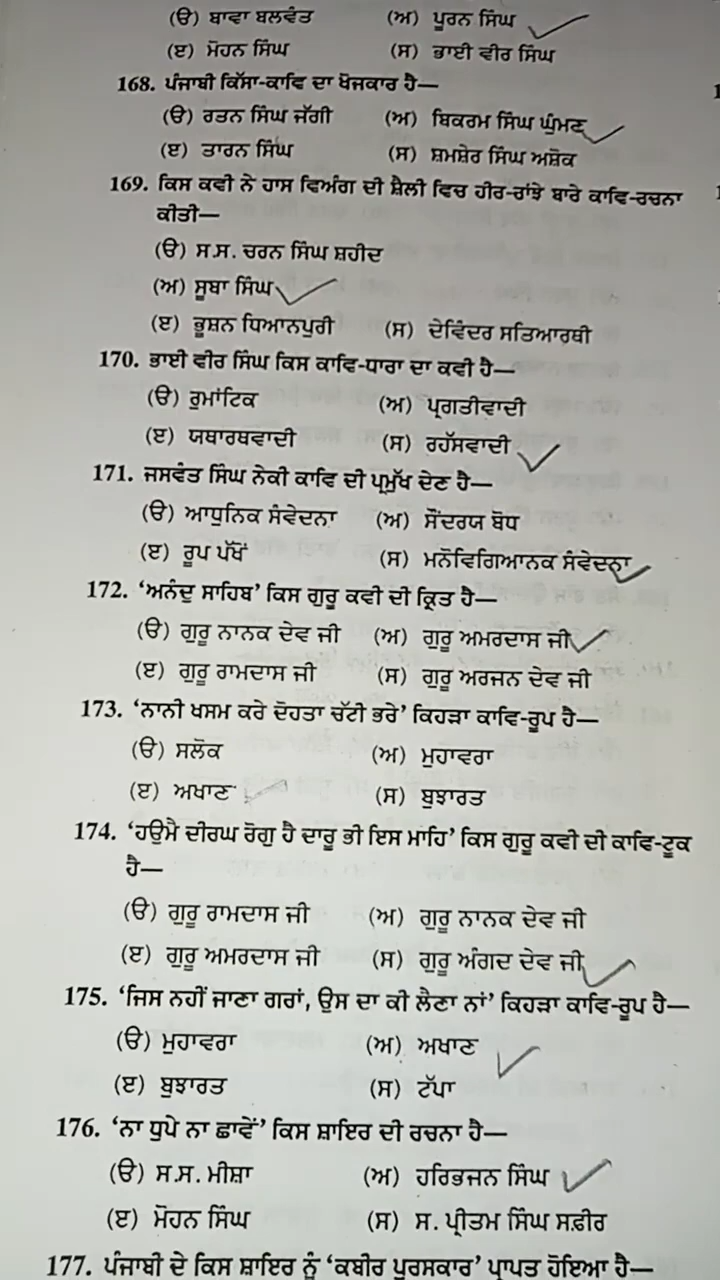 (ੳ) ਬਾਵਾ ਬਲਵੰਤ (ਅ) ਪੂਰਨ ਸਿੰਘ
(ੲ) ਮੋਹਨ ਸਿੰਘ (ਸ) ਭਾਈ ਵੀਰ ਸਿੰਘ
168. ਪੰਜਾਬੀ ਕਿੱਸਾ-ਕਾਵਿ ਦਾ ਖੋਜਕਾਰ ਹੈ—
(ੳ) ਰਤਨ ਸਿੰਘ ਜੱਗੀ (ਅ) ਬਿਕਰਮ ਸਿੰਘ ਘੁੰਮਣ
(ੲ) ਤਾਰਨ ਸਿੰਘ (ਸ) ਸ਼ਮਸ਼ੇਰ ਸਿੰਘ ਅਸ਼ੋਕ
169. ਕਿਸ ਕਵੀ ਨੇ ਹਾਸ ਵਿਅੰਗ ਦੀ ਸ਼ੈਲੀ ਵਿਚ ਹੀਰ-ਰਾਂਝੇ ਬਾਰੇ ਕਾਵਿ-ਰਚਨਾ
ਕੀਤੀ—
(ੳ) ਸ.ਸ. ਚਰਨ ਸਿੰਘ ਸ਼ਹੀਦ
(ਅ) ਸੂਬਾ ਸਿੰਘ
(ੲ) ਭੂਸ਼ਨ ਧਿਆਨਪੁਰੀ (ਸ) ਦੇਵਿੰਦਰ ਸਤਿਆਰਥੀ
170. ਭਾਈ ਵੀਰ ਸਿੰਘ ਕਿਸ ਕਾਵਿ-ਧਾਰਾ ਦਾ ਕਵੀ ਹੈ—
(ੳ) ਰੁਮਾਂਟਿਕ (ਅ) ਪ੍ਰਗਤੀਵਾਦੀ
(ੲ) ਯਥਾਰਥਵਾਦੀ (ਸ) ਰਹੱਸਵਾਦੀ
171. ਜਸਵੰਤ ਸਿੰਘ ਨੇਕੀ ਕਾਵਿ ਦੀ ਪ੍ਰਮੁੱਖ ਦੇਣ ਹੈ—
(ੳ) ਆਧੁਨਿਕ ਸੰਵੇਦਨਾ (ਅ) ਸੌਂਦਰਯ ਬੋਧ
(ੲ) ਰੂਪ ਪੱਖੋਂ (ਸ) ਮਨੋਵਿਗਿਆਨਕ ਸੰਵੇਦਨਾ
172. ‘ਅਨੰਦੁ ਸਾਹਿਬ’ ਕਿਸ ਗੁਰੂ ਕਵੀ ਦੀ ਕ੍ਰਿਤ ਹੈ—
(ੳ) ਗੁਰੂ ਨਾਨਕ ਦੇਵ ਜੀ (ਅ) ਗੁਰੂ ਅਮਰਦਾਸ ਜੀ
(ੲ) ਗੁਰੂ ਰਾਮਦਾਸ ਜੀ (ਸ) ਗੁਰੂ ਅਰਜਨ ਦੇਵ ਜੀ
173. ‘ਨਾਨੀ ਖਸਮ ਕਰੇ ਦੋਹਤਾ ਚੱਟੀ ਭਰੇ’ ਕਿਹੜਾ ਕਾਵਿ-ਰੂਪ ਹੈ—
(ੳ) ਸਲੋਕ (ਅ) ਮੁਹਾਵਰਾ
(ੲ) ਅਖਾਣ (ਸ) ਬੁਝਾਰਤ
174. ‘ਹਉਮੈ ਦੀਰਘ ਰੋਗੁ ਹੈ ਦਾਰੂ ਭੀ ਇਸ ਮਾਂਹਿ’ ਕਿਸ ਗੁਰੂ ਕਵੀ ਦੀ ਕਾਵਿ-ਟੂਕ
ਹੈ—
(ੳ) ਗੁਰੂ ਰਾਮਦਾਸ ਜੀ (ਅ) ਗੁਰੂ ਨਾਨਕ ਦੇਵ ਜੀ
(ੲ) ਗੁਰੂ ਅਮਰਦਾਸ ਜੀ (ਸ) ਗੁਰੂ ਅੰਗਦ ਦੇਵ ਜੀ
175. ‘ਜਿਸ ਨਹੀਂ ਜਾਣਾ ਗਰਾਂ, ਉਸ ਦਾ ਕੀ ਲੈਣਾ ਨਾਂ’ ਕਿਹੜਾ ਕਾਵਿ-ਰੂਪ ਹੈ—
(ੳ) ਮੁਹਾਵਰਾ (ਅ) ਅਖਾਣ
(ੲ) ਬੁਝਾਰਤ (ਸ) ਟੱਪਾ
176. ‘ਨਾ ਧੁਪੇ ਨਾ ਛਾਵੇਂ’ ਕਿਸ ਸ਼ਾਇਰ ਦੀ ਰਚਨਾ ਹੈ—
(ੳ) ਸ.ਸ. ਮੀਸ਼ਾ (ਅ) ਹਰਿਭਜਨ ਸਿੰਘ
(ੲ) ਮੋਹਨ ਸਿੰਘ (ਸ) ਸ. ਪ੍ਰੀਤਮ ਸਿੰਘ ਸਫ਼ੀਰ
177. ਪੰਜਾਬੀ ਦੇ ਕਿਸ ਸ਼ਾਇਰ ਨੂੰ ‘ਕਬੀਰ ਪੁਰਸਕਾਰ’ ਪ੍ਰਾਪਤ ਹੋਇਆ ਹੈ—